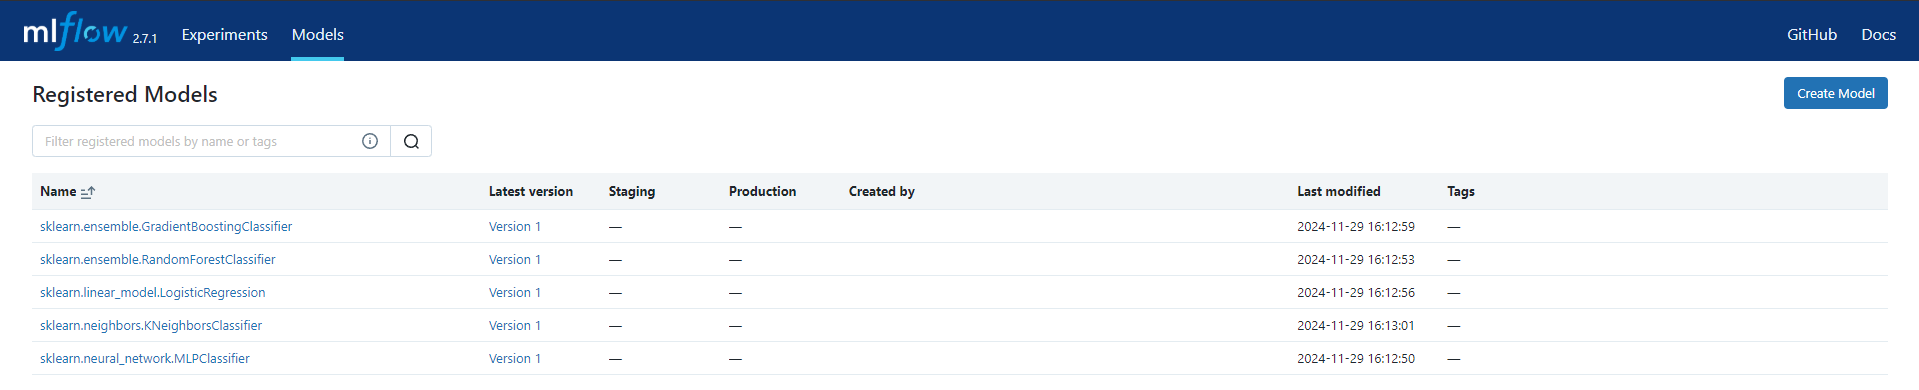 mlflow 2.7.1 Experiments Models GitHub Docs
Registered Models Create Model
Filter registered models by name or tags
Name Latest version Staging Production Created by Last modified Tags
sklearn.ensemble.GradientBoostingClassifier Version 1 — — 2024-11-29 16:12:59 —
sklearn.ensemble.RandomForestClassifier Version 1 — — 2024-11-29 16:12:53 —
sklearn.linear_model.LogisticRegression Version 1 — — 2024-11-29 16:12:56 —
sklearn.neighbors.KNeighborsClassifier Version 1 — — 2024-11-29 16:13:01 —
sklearn.neural_network.MLPClassifier Version 1 — — 2024-11-29 16:12:50 —